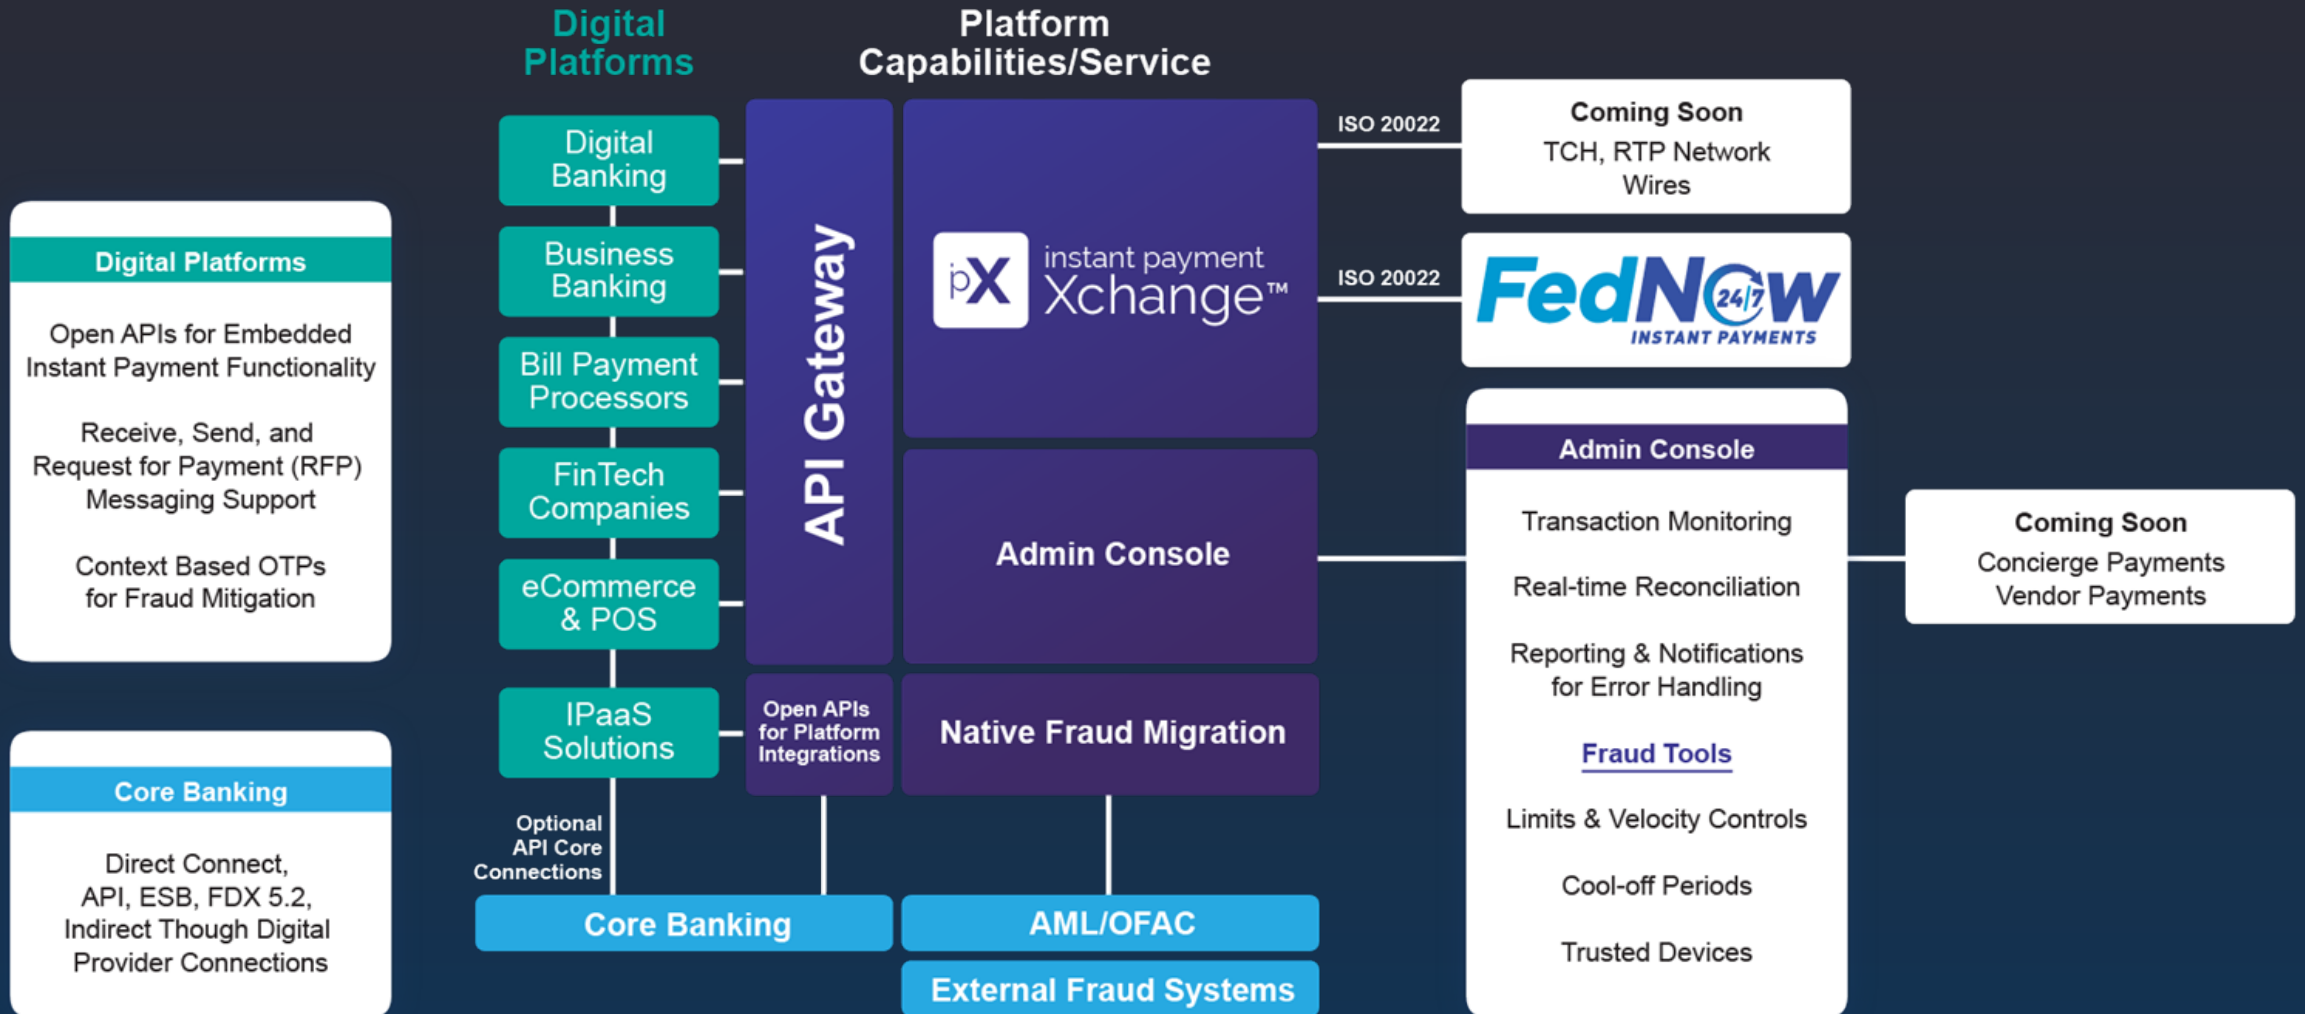 Digital
Platforms
Platform
Capabilities/Service
Digital Platforms
Open APIs for Embedded
Instant Payment Functionality
Receive, Send, and
Request for Payment (RFP)
Messaging Support
Context Based OTPs
for Fraud Mitigation
Core Banking
Direct Connect,
API, ESB, FDX 5.2,
Indirect Though Digital
Provider Connections
Digital
Banking
Business
Banking
Bill Payment
Processors
FinTech
Companies
eCommerce
& POS
IPaaS
Solutions
Optional
API Core
Connections
API Gateway
Open APIs
for Platform
Integrations
Core Banking
ipX
instant payment
Xchange™
Admin Console
Native Fraud Migration
AML/OFAC
External Fraud Systems
ISO 20022
Coming Soon
TCH, RTP Network
Wires
ISO 20022
FedNow
24/7
INSTANT PAYMENTS
Admin Console
Transaction Monitoring
Real-time Reconciliation
Reporting & Notifications
for Error Handling
Fraud Tools
Limits & Velocity Controls
Cool-off Periods
Trusted Devices
Coming Soon
Concierge Payments
Vendor Payments